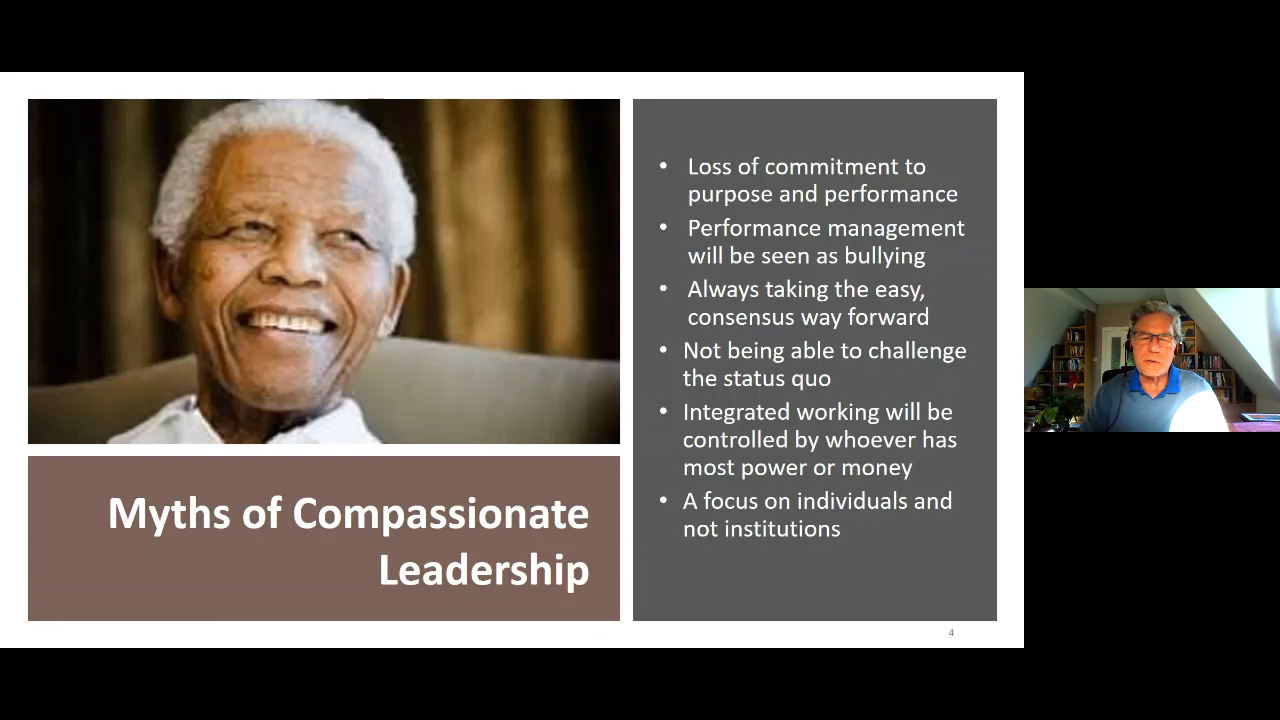 Myths of Compassionate
Leadership
• Loss of commitment to
purpose and performance
• Performance management
will be seen as bullying
• Always taking the easy,
consensus way forward
• Not being able to challenge
the status quo
• Integrated working will be
controlled by whoever has
most power or money
• A focus on individuals and
not institutions
4